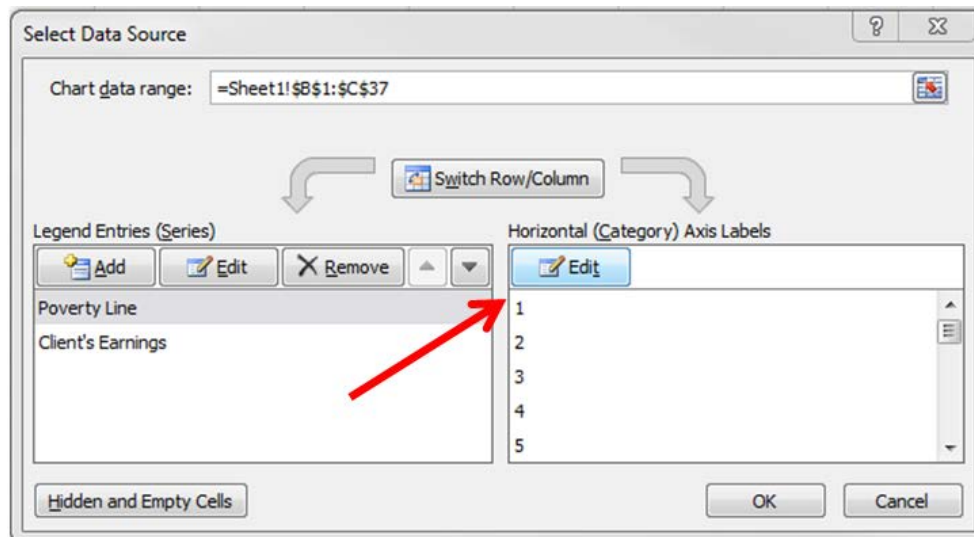 Select Data Source
Chart data range: =Sheet1!$B$1:$C$37
Switch Row/Column
Legend Entries (Series)
Add Edit Remove
Poverty Line
Client's Earnings
Horizontal (Category) Axis Labels
Edit
1
2
3
4
5
Hidden and Empty Cells
OK Cancel